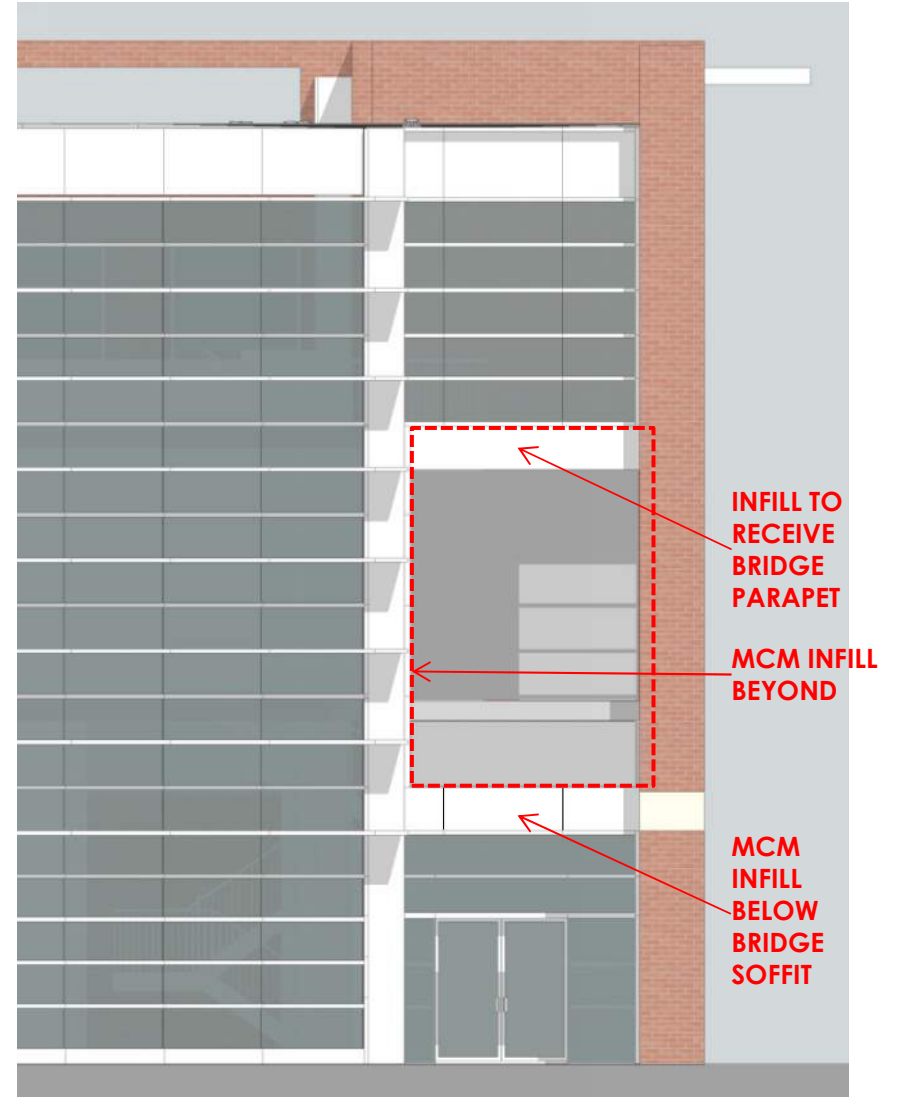 INFILL TO
RECEIVE
BRIDGE
PARAPET
MCM INFILL
BEYOND
MCM
INFILL
BELOW
BRIDGE
SOFFIT